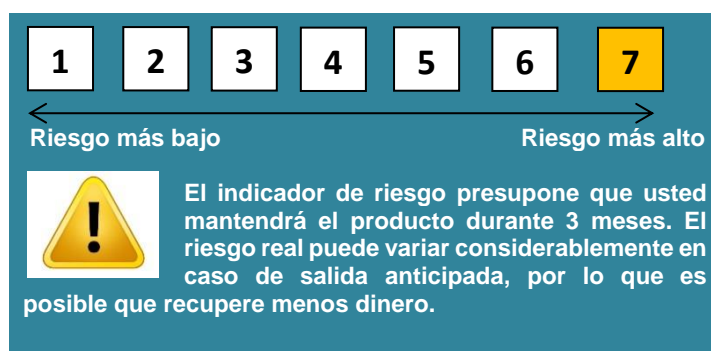 1 2 3 4 5 6 7
Riesgo más bajo Riesgo más alto
El indicador de riesgo presupone que usted
mantendrá el producto durante 3 meses. El
riesgo real puede variar considerablemente en
caso de salida anticipada, por lo que es
posible que recupere menos dinero.